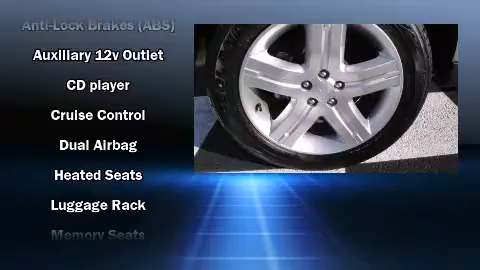 Anti-Lock Brakes (ABS)
Auxiliary 12v Outlet
CD player
Cruise Control
Dual Airbag
Heated Seats
Luggage Rack
Memory Seats